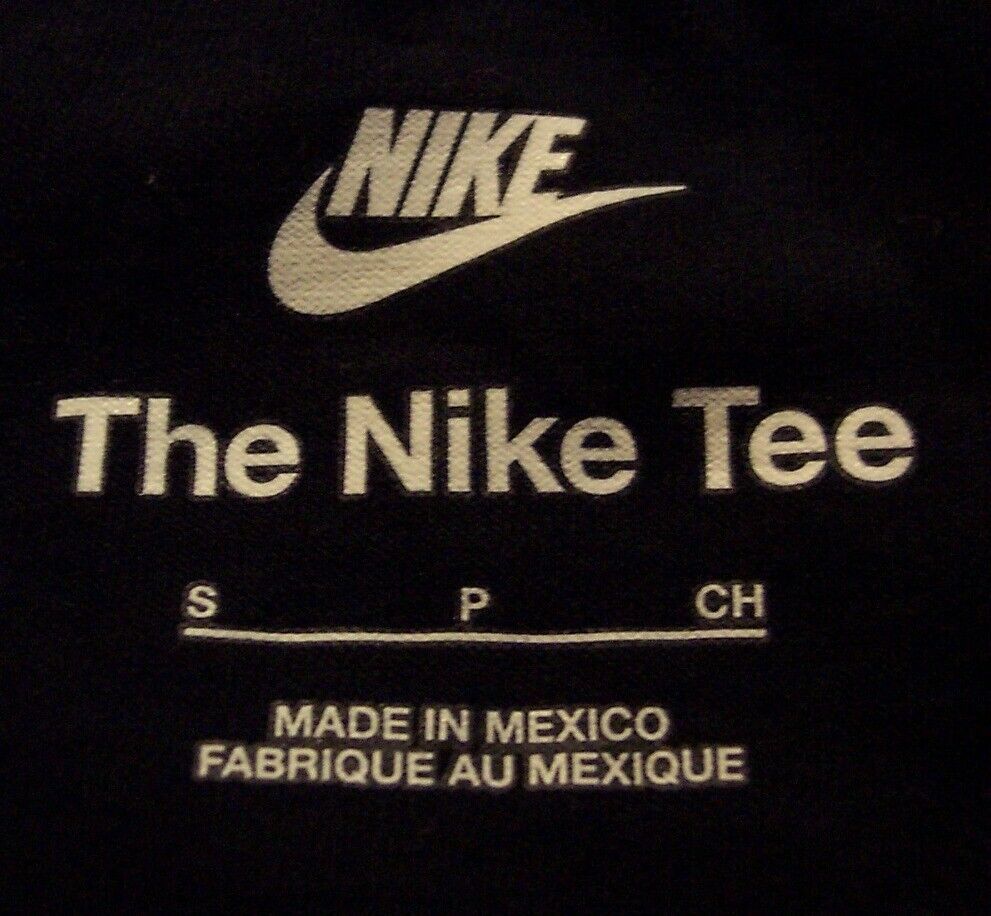 NIKE
The Nike Tee
S P CH
MADE IN MEXICO
FABRIQUE AU MEXIQUE